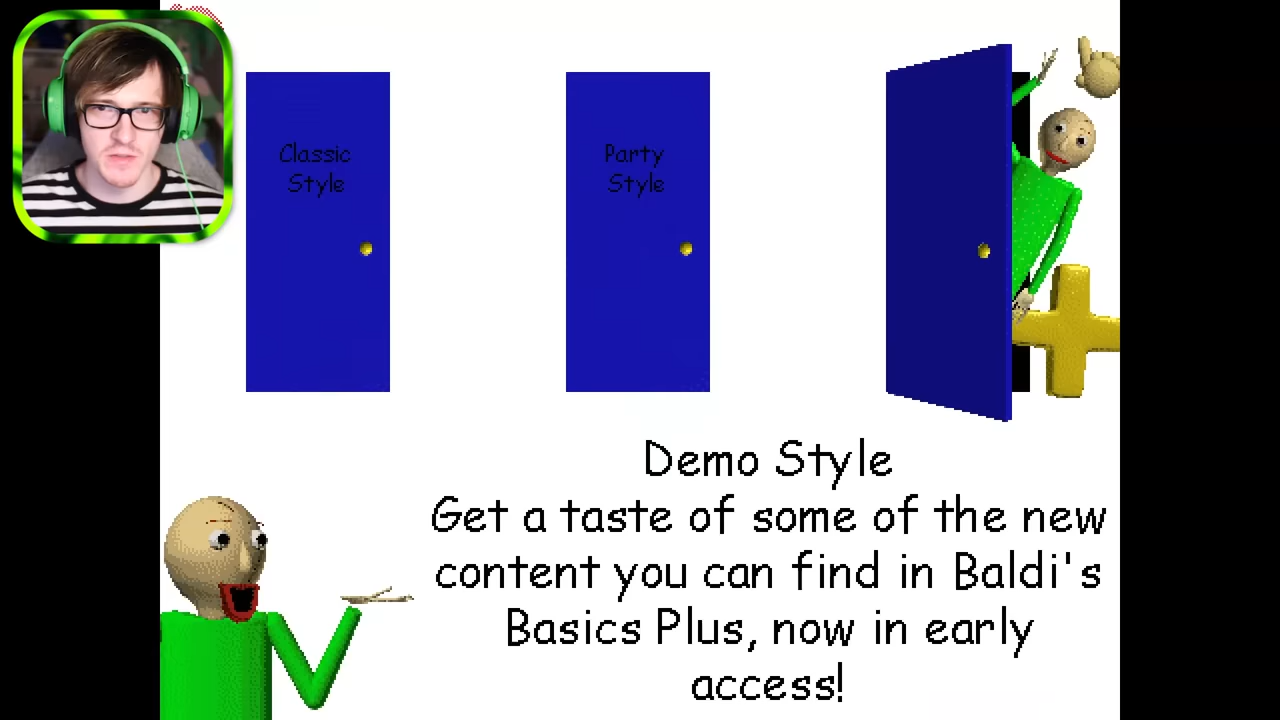 Classic
Style
Party
Style
Demo Style
Get a taste of some of the new
content you can find in Baldi's
Basics Plus, now in early
access!